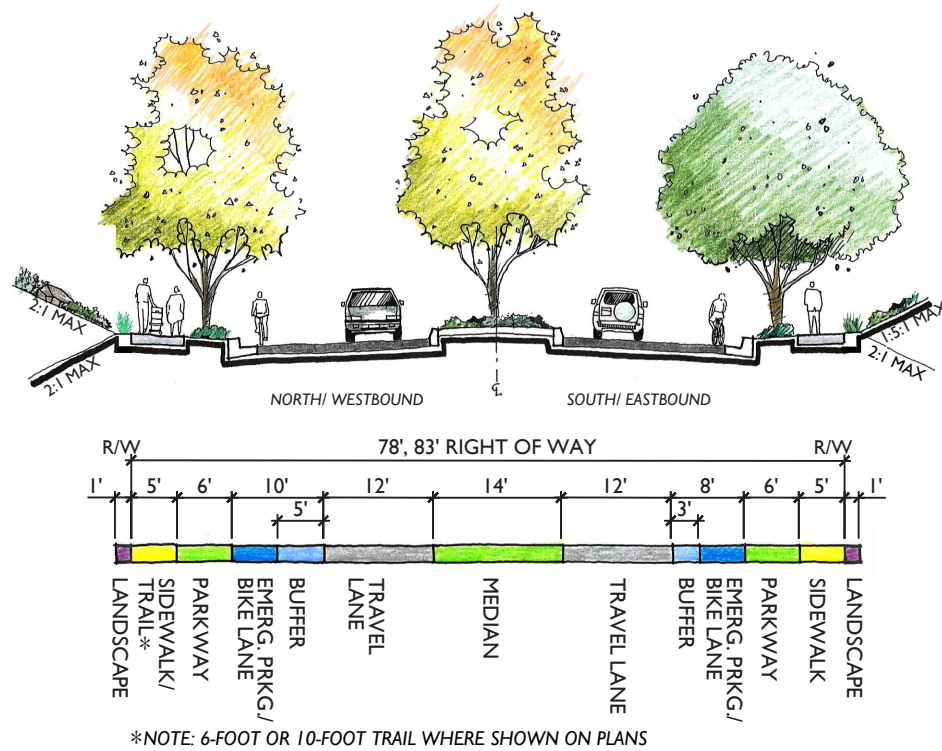 2:1 MAX
2:1 MAX
1.5:1 MAX
2:1 MAX
℄
NORTH/ WESTBOUND
SOUTH/ EASTBOUND
R/W
78', 83' RIGHT OF WAY
R/W
1'
5'
6'
10'
12'
14'
12'
8'
6'
5'
1'
5'
3'
LANDSCAPE
SIDEWALK/
TRAIL*
PARKWAY
EMERG. PRKG./
BIKE LANE
BUFFER
TRAVEL
LANE
MEDIAN
TRAVEL LANE
BUFFER
EMERG. PRKG./
BIKE LANE
PARKWAY
SIDEWALK
LANDSCAPE
*NOTE: 6-FOOT OR 10-FOOT TRAIL WHERE SHOWN ON PLANS